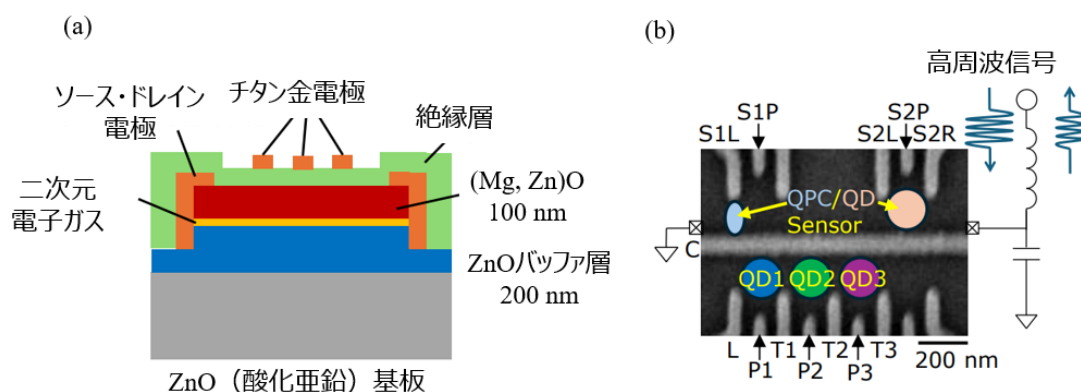 (a)
ソース・ドレイン
電極
チタン金電極
絶縁層
二次元
電子ガス
(Mg, Zn)O
100 nm
ZnOバッファ層
200 nm
ZnO（酸化亜鉛）基板
(b)
高周波信号
S1P
S2P
S1L
S2L
S2R
QPC/QD
Sensor
C
QD1
QD2
QD3
L
T1
T2
T3
P1
P2
P3
200 nm